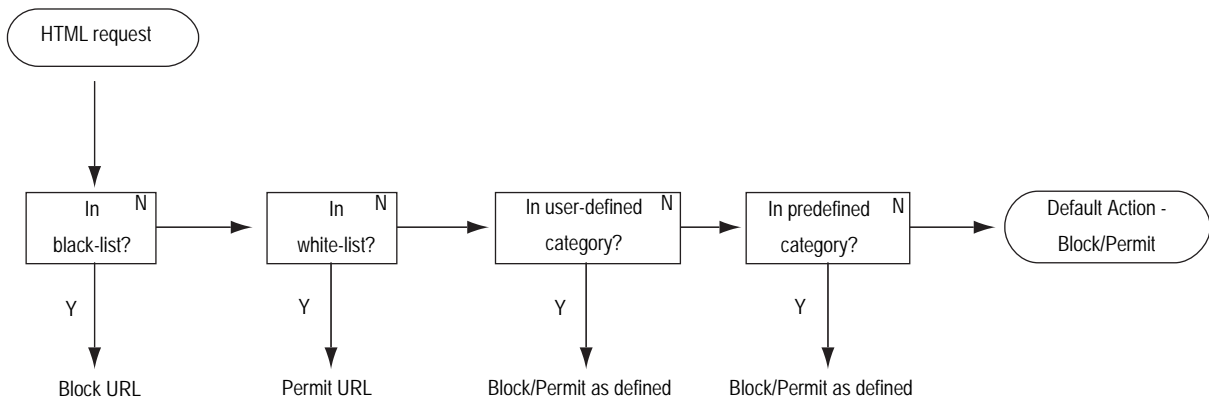 HTML request
In N
black-list?
In N
white-list?
In user-defined N
category?
In predefined N
category?
Default Action -
Block/Permit
Y
Y
Y
Y
Block URL
Permit URL
Block/Permit as defined
Block/Permit as defined